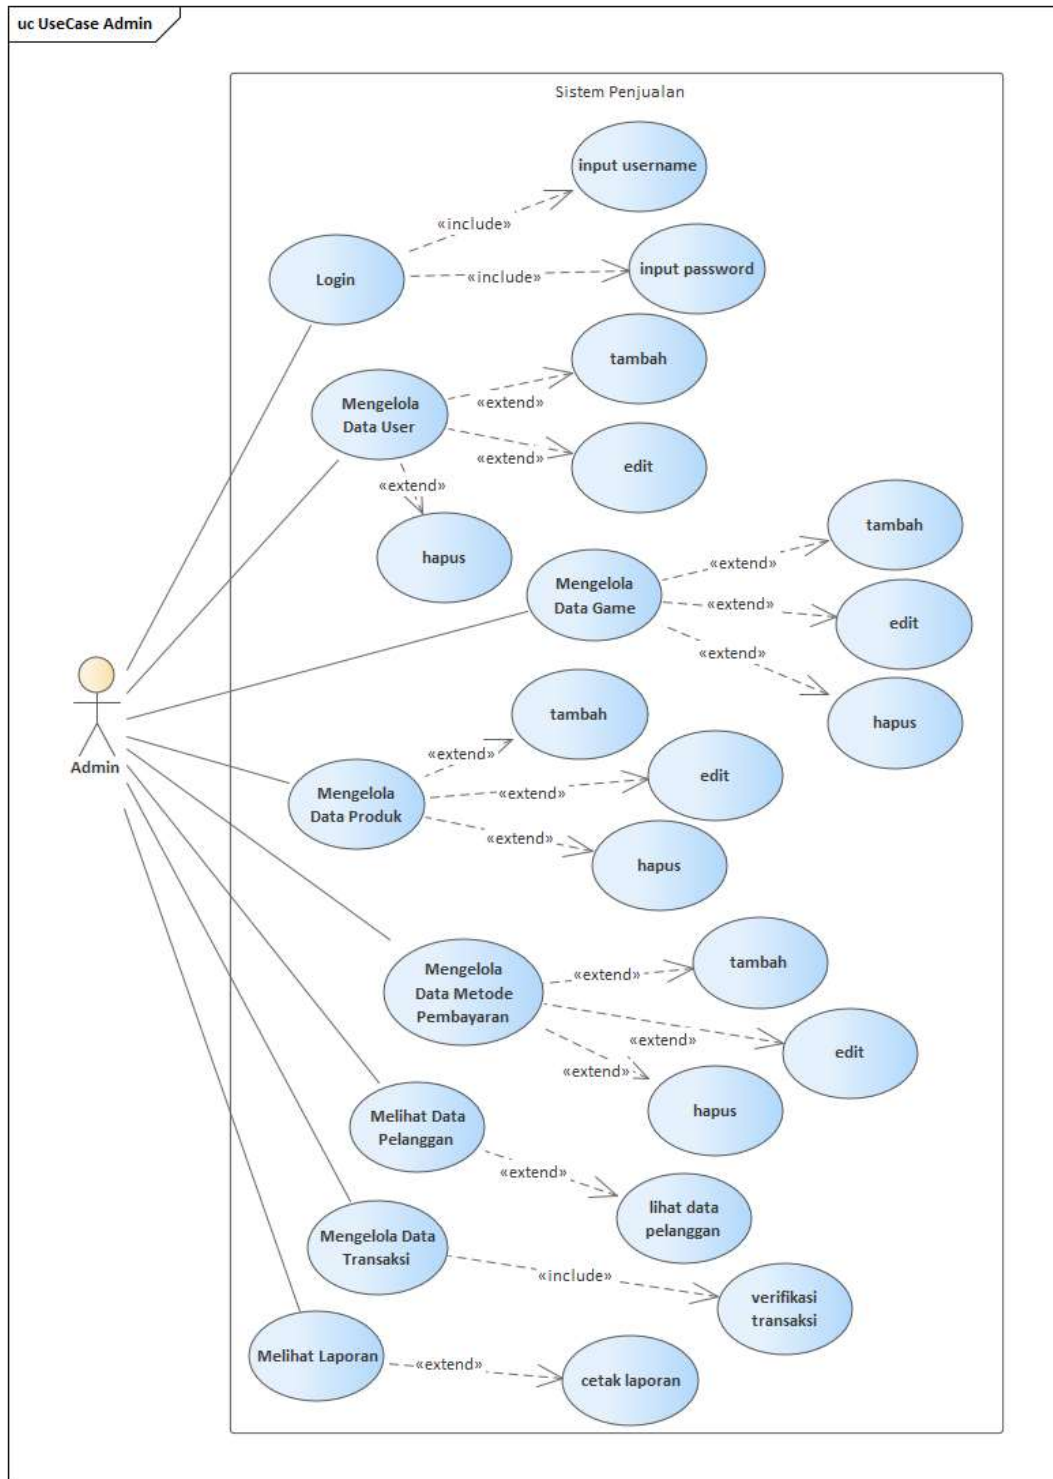 uc UseCase Admin
Sistem Penjualan
input username
«include»
Login
«include»
input password
tambah
Mengelola
Data User
«extend»
«extend»
edit
«extend»
hapus
tambah
Mengelola
Data Game
«extend»
«extend»
edit
«extend»
hapus
Admin
tambah
«extend»
Mengelola
Data Produk
edit
«extend»
«extend»
hapus
Mengelola
Data Metode
Pembayaran
«extend»
tambah
«extend»
edit
«extend»
hapus
Melihat Data
Pelanggan
«extend»
lihat data
pelanggan
Mengelola Data
Transaksi
«include»
verifikasi
transaksi
Melihat Laporan
«extend»
cetak laporan